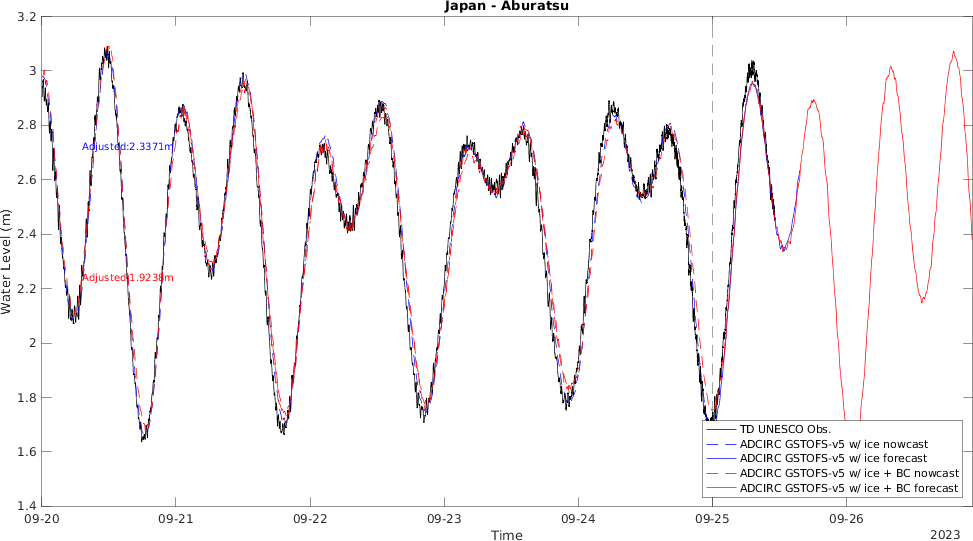 Japan - Aburatsu
3.2
3
2.8
2.6
2.4
2.2
2
1.8
1.6
1.4
Water Level (m)
Adjusted:2.3371m
Adjusted:1.9238m
TD UNESCO Obs.
ADCIRC GSTOFS-v5 w/ ice nowcast
ADCIRC GSTOFS-v5 w/ ice forecast
ADCIRC GSTOFS-v5 w/ ice + BC nowcast
ADCIRC GSTOFS-v5 w/ ice + BC forecast
09-20 09-21 09-22 09-23 09-24 09-25 09-26
Time
2023